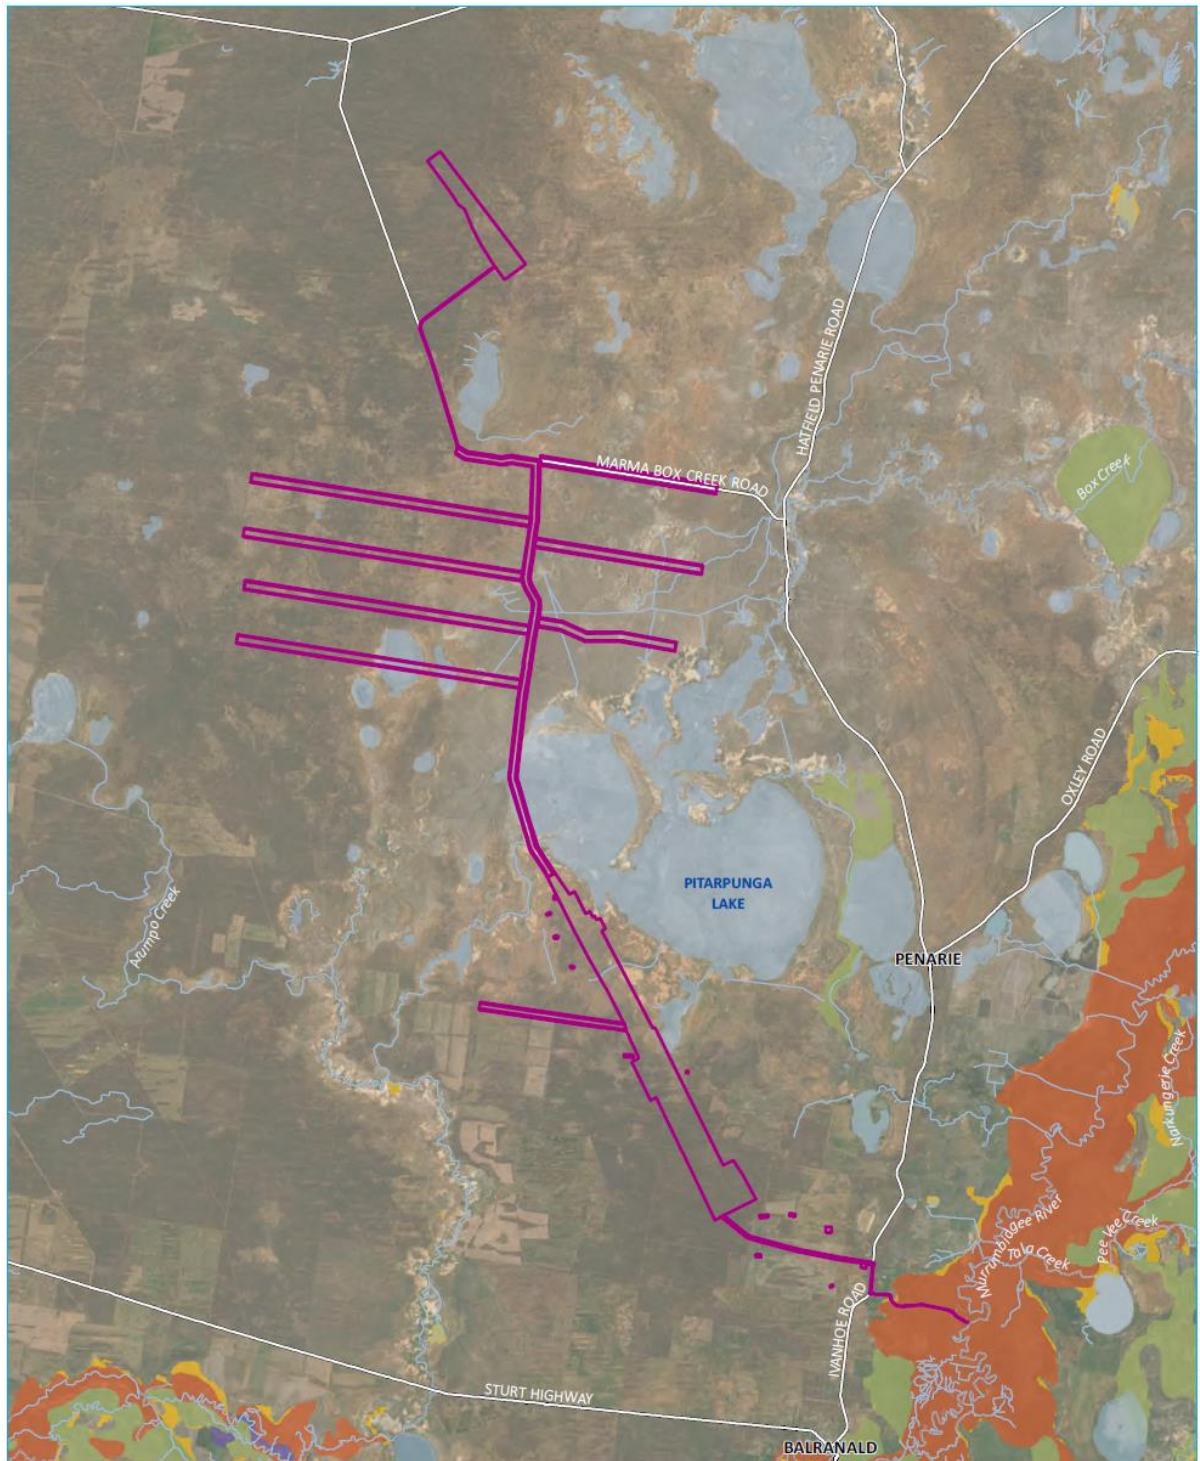 HATFIELD PENARIE ROAD
MARMA BOX CREEK ROAD
Box Creek
OXLEY ROAD
PITARPUNGA
LAKE
Arumpo Creek
PENARIE
Narkungerie Creek
Murrumbidgee River
Tala Creek
Pee Vee Creek
IVANHOE ROAD
STURT HIGHWAY
BALRANALD